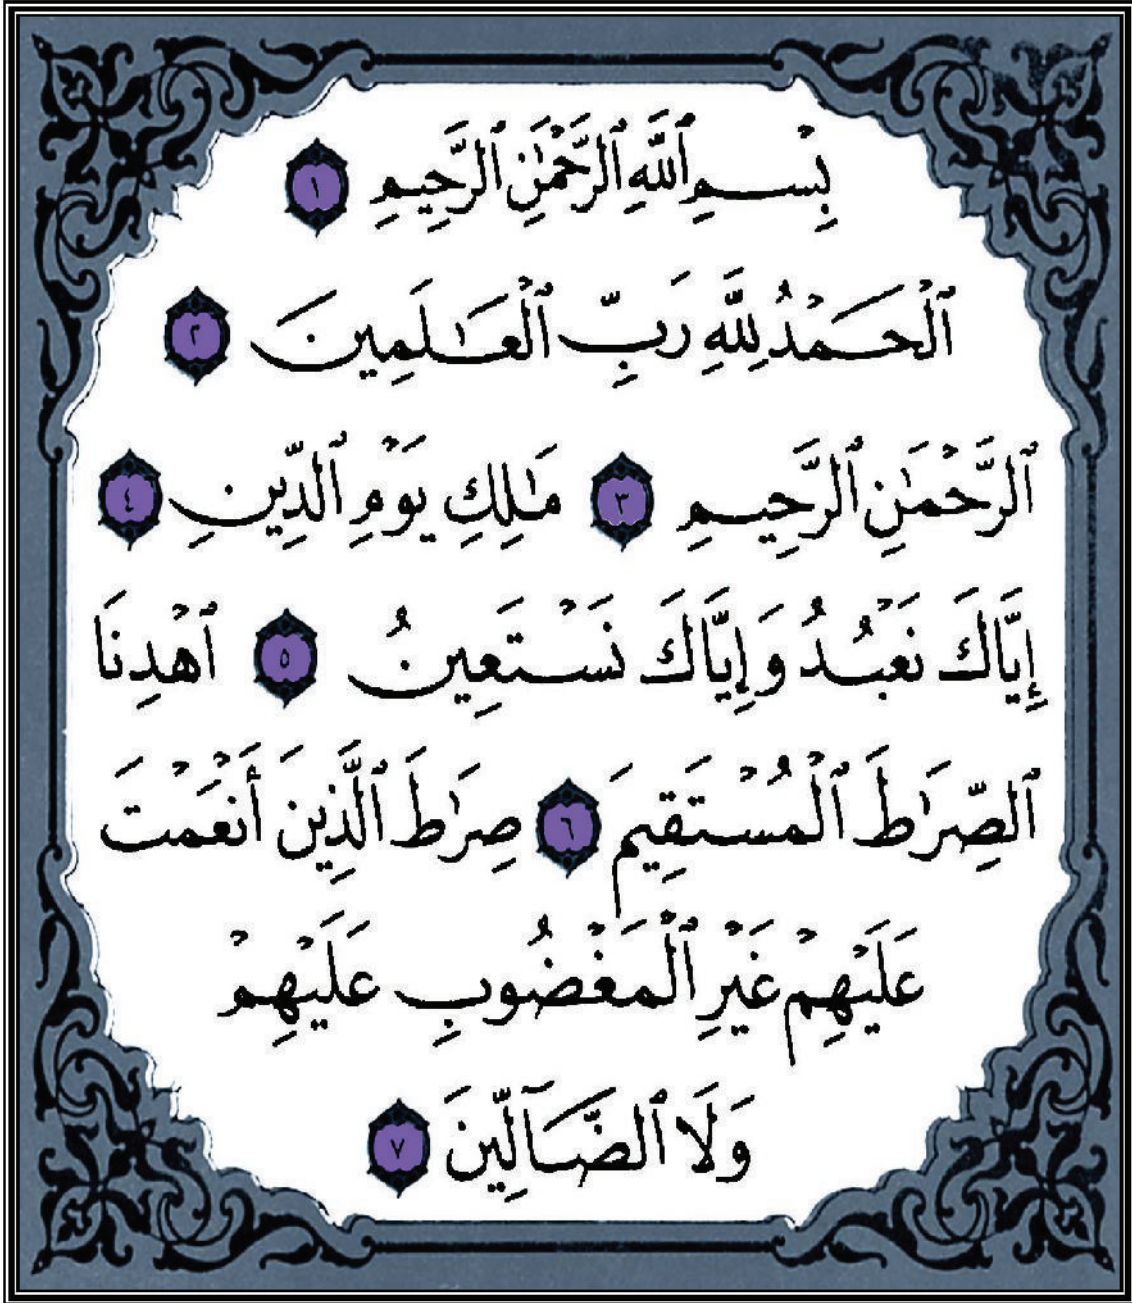 بِسْمِ ٱللَّهِ ٱلرَّحْمَٰنِ ٱلرَّحِيمِ ١
ٱلْحَمْدُ لِلَّهِ رَبِّ ٱلْعَٰلَمِينَ ٢
ٱلرَّحْمَٰنِ ٱلرَّحِيمِ ٣ مَٰلِكِ يَوْمِ ٱلدِّينِ ٤
إِيَّاكَ نَعْبُدُ وَإِيَّاكَ نَسْتَعِينُ ٥ ٱهْدِنَا
ٱلصِّرَٰطَ ٱلْمُسْتَقِيمَ ٦ صِرَٰطَ ٱلَّذِينَ أَنْعَمْتَ
عَلَيْهِمْ غَيْرِ ٱلْمَغْضُوبِ عَلَيْهِمْ
وَلَا ٱلضَّآلِّينَ ٧